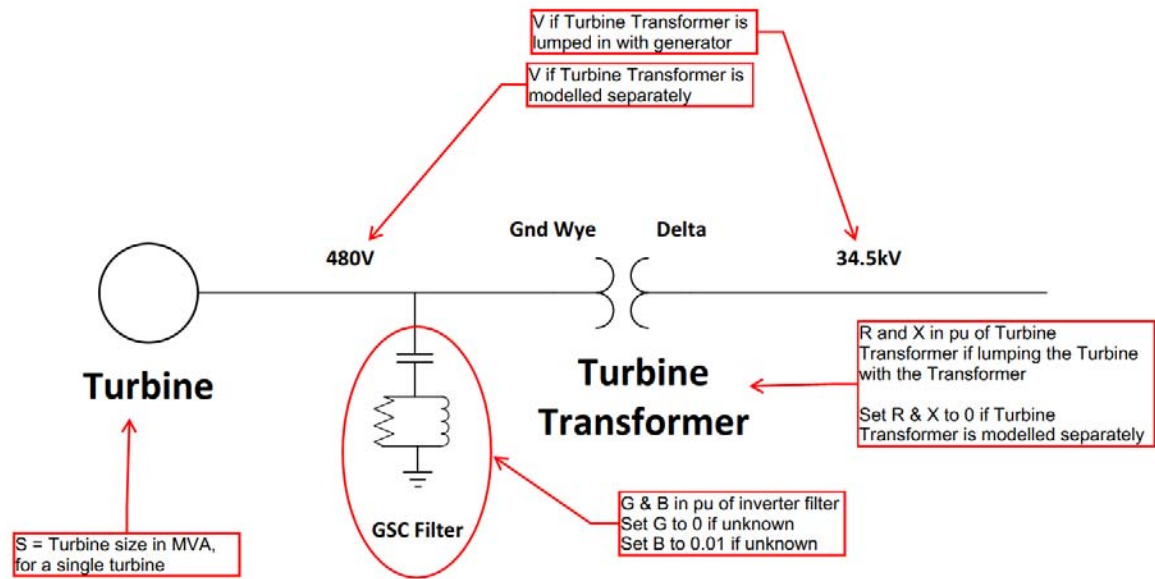 V if Turbine Transformer is
lumped in with generator
V if Turbine Transformer is
modelled separately
Gnd Wye
Delta
480V
34.5kV
Turbine
Turbine
Transformer
R and X in pu of Turbine
Transformer if lumping the Turbine
with the Transformer
Set R & X to 0 if Turbine
Transformer is modelled separately
GSC Filter
G & B in pu of inverter filter
Set G to 0 if unknown
Set B to 0.01 if unknown
S = Turbine size in MVA,
for a single turbine